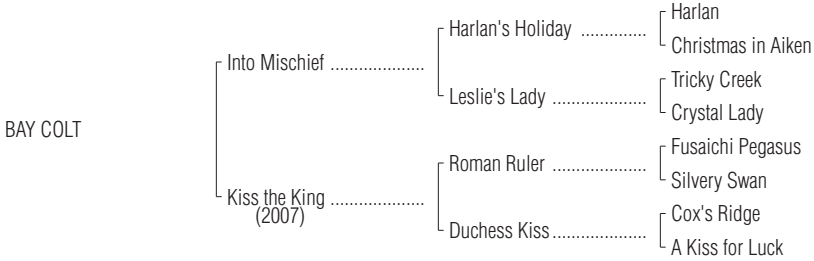 Harlan
Harlan's Holiday ..............
Christmas in Aiken
Into Mischief ....................
Tricky Creek
Leslie's Lady ....................
Crystal Lady
BAY COLT
Fusaichi Pegasus
Roman Ruler ....................
Silvery Swan
Kiss the King ....................
(2007)
Cox's Ridge
Duchess Kiss....................
A Kiss for Luck